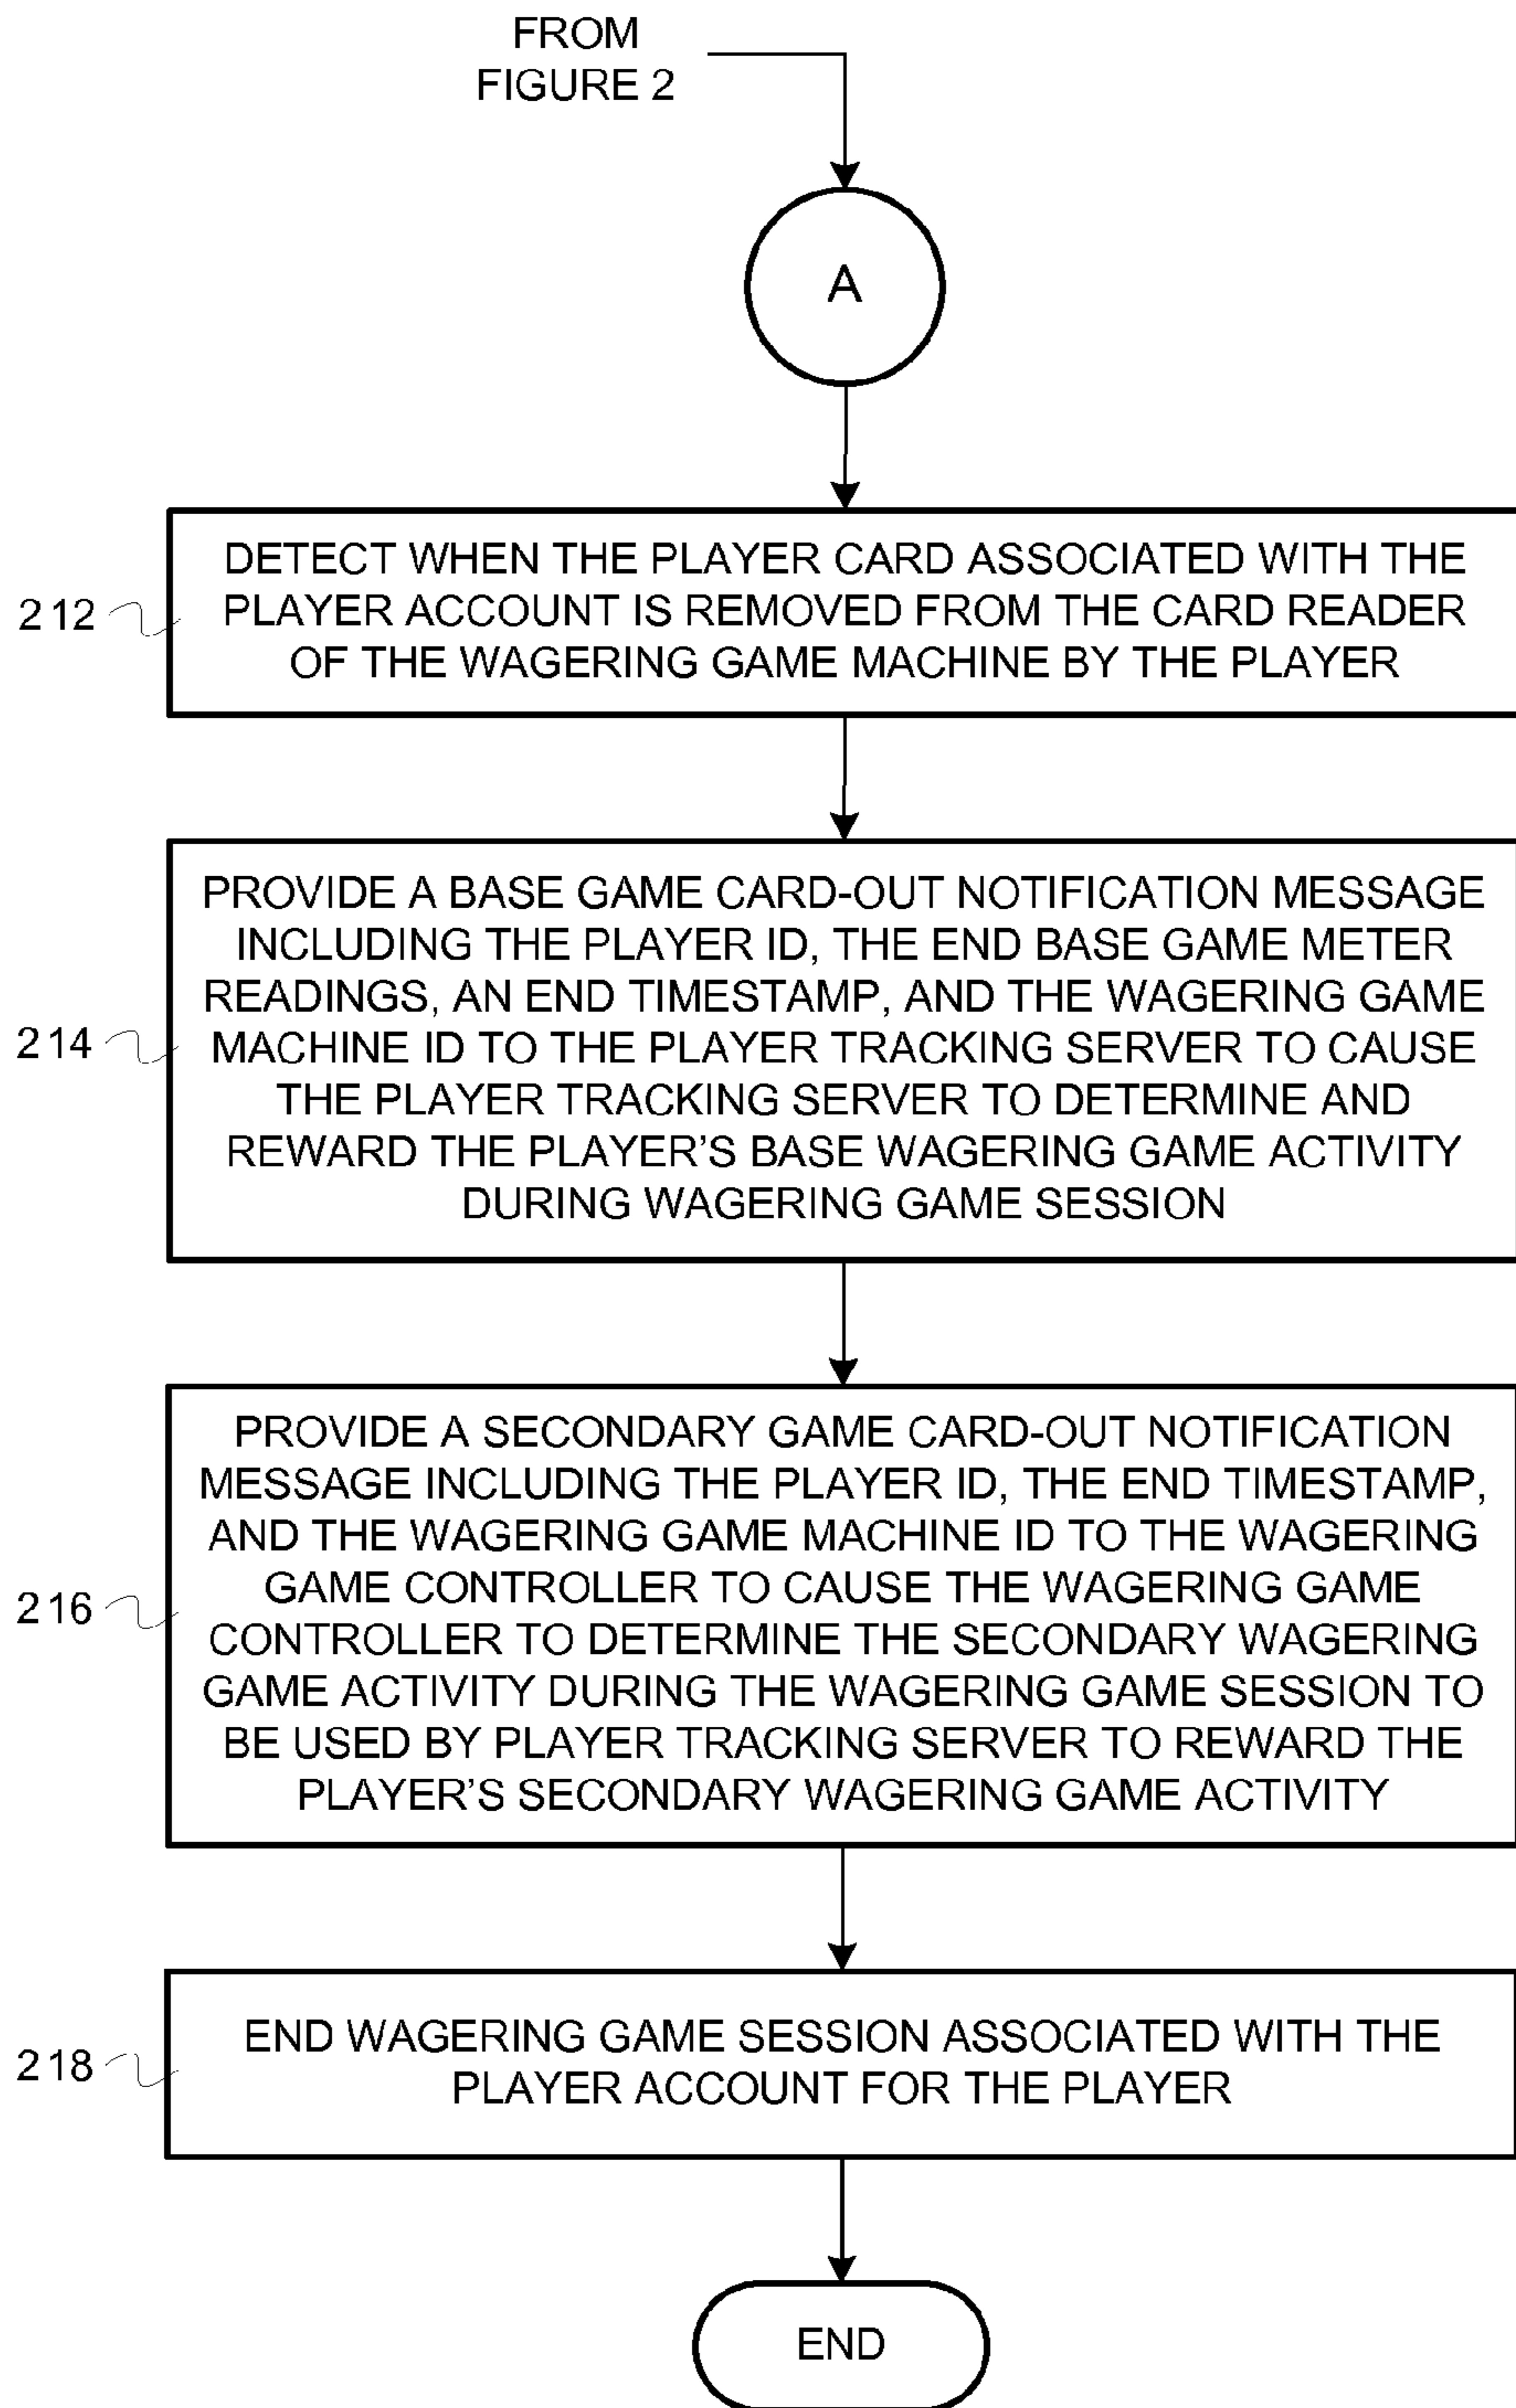 FROM
FIGURE 2
A
212
DETECT WHEN THE PLAYER CARD ASSOCIATED WITH THE
PLAYER ACCOUNT IS REMOVED FROM THE CARD READER
OF THE WAGERING GAME MACHINE BY THE PLAYER
214
PROVIDE A BASE GAME CARD-OUT NOTIFICATION MESSAGE
INCLUDING THE PLAYER ID, THE END BASE GAME METER
READINGS, AN END TIMESTAMP, AND THE WAGERING GAME
MACHINE ID TO THE PLAYER TRACKING SERVER TO CAUSE
THE PLAYER TRACKING SERVER TO DETERMINE AND
REWARD THE PLAYER'S BASE WAGERING GAME ACTIVITY
DURING WAGERING GAME SESSION
216
PROVIDE A SECONDARY GAME CARD-OUT NOTIFICATION
MESSAGE INCLUDING THE PLAYER ID, THE END TIMESTAMP,
AND THE WAGERING GAME MACHINE ID TO THE WAGERING
GAME CONTROLLER TO CAUSE THE WAGERING GAME
CONTROLLER TO DETERMINE THE SECONDARY WAGERING
GAME ACTIVITY DURING THE WAGERING GAME SESSION TO
BE USED BY PLAYER TRACKING SERVER TO REWARD THE
PLAYER'S SECONDARY WAGERING GAME ACTIVITY
218
END WAGERING GAME SESSION ASSOCIATED WITH THE
PLAYER ACCOUNT FOR THE PLAYER
END